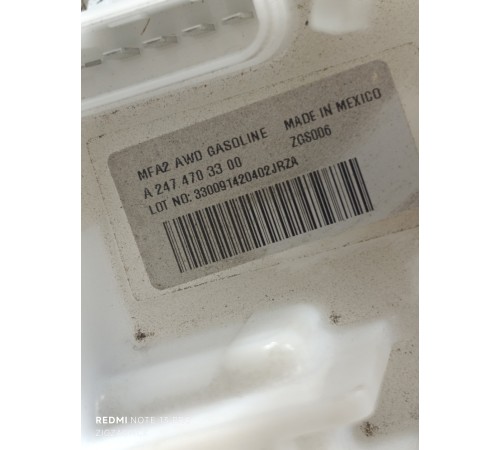 MFA2 AWD GASOLINE MADE IN MEXICO
A 247 470 33 00 ZGS006
LOT NO: 330091420402JRZA
REDMI NOTE